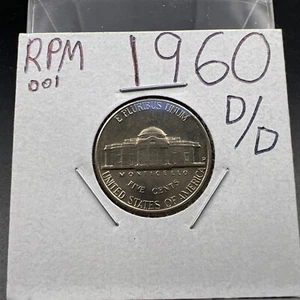 RPM 1960
001
D/D
E PLURIBUS UNUM
MONTICELLO
FIVE CENTS
UNITED STATES OF AMERICA